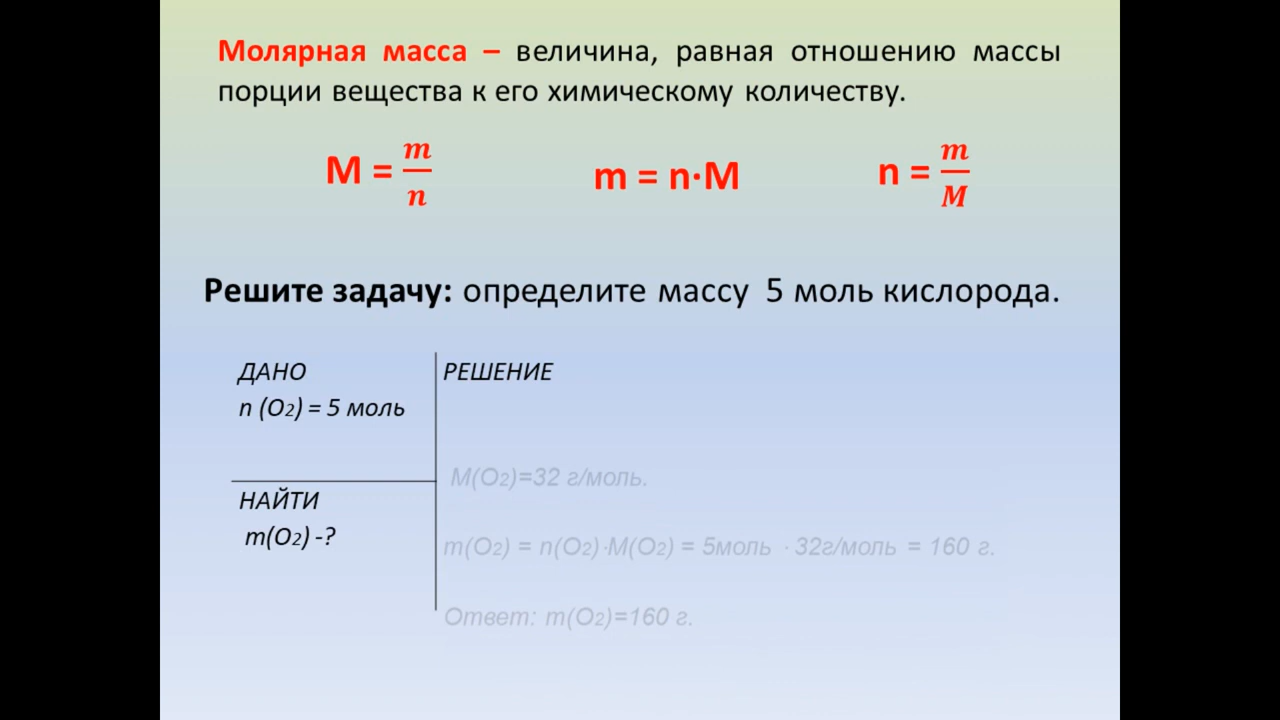 Молярная масса – величина, равная отношению массы
порции вещества к его химическому количеству.
M = m/n m = n·M n = m/M
Решите задачу: определите массу 5 моль кислорода.
ДАНО РЕШЕНИЕ
n (O2) = 5 моль
M(O2)=32 г/моль.
НАЙТИ
m(O2) -?
m(O2) = n(O2)·M(O2) = 5моль · 32г/моль = 160 г.
Ответ: m(O2)=160 г.